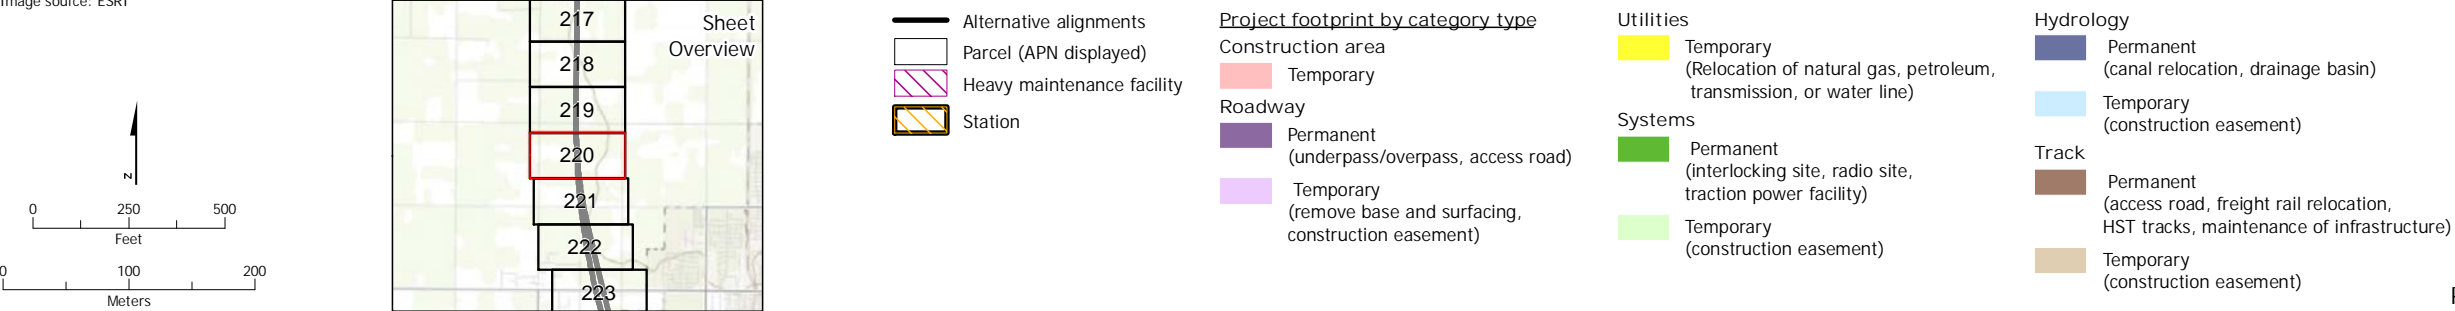 Image source: ESRI
N
0 250 500
Feet
0 100 200
Meters
Sheet
Overview
217
218
219
220
221
222
223
Alternative alignments
Parcel (APN displayed)
Heavy maintenance facility
Station
Project footprint by category type
Construction area
Temporary
Roadway
Permanent
(underpass/overpass, access road)
Temporary
(remove base and surfacing,
construction easement)
Utilities
Temporary
(Relocation of natural gas, petroleum,
transmission, or water line)
Systems
Permanent
(interlocking site, radio site,
traction power facility)
Temporary
(construction easement)
Hydrology
Permanent
(canal relocation, drainage basin)
Temporary
(construction easement)
Track
Permanent
(access road, freight rail relocation,
HST tracks, maintenance of infrastructure)
Temporary
(construction easement)